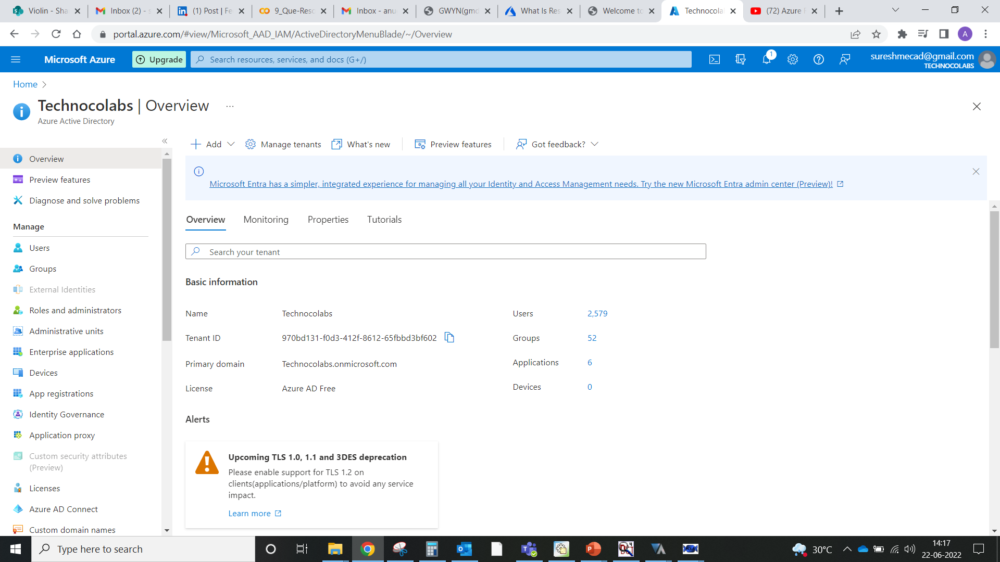 Violin - Sha
Inbox (2) - s
(1) Post | Fe
9_Que-Reso
Inbox - anu
GWYN(gmd
What Is Res
Welcome to
Technocolab
(72) Azure F
portal.azure.com/#view/Microsoft_AAD_IAM/ActiveDirectoryMenuBlade/~/Overview
A
Microsoft Azure
Upgrade
Search resources, services, and docs (G+/)
1
sureshmecad@gmail.com
TECHNOCOLABS
Home
Technocolabs | Overview
...
Azure Active Directory
Add
Manage tenants
What's new
Preview features
Got feedback?
Microsoft Entra has a simpler, integrated experience for managing all your Identity and Access Management needs. Try the new Microsoft Entra admin center (Preview)!
Overview
Preview features
Diagnose and solve problems
Manage
Users
Groups
External Identities
Roles and administrators
Administrative units
Enterprise applications
Devices
App registrations
Identity Governance
Application proxy
Custom security attributes
(Preview)
Licenses
Azure AD Connect
Custom domain names
Overview
Monitoring
Properties
Tutorials
Search your tenant
Basic information
Name Technocolabs
Tenant ID 970bd131-f0d3-412f-8612-65fbbd3bf602
Primary domain Technocolabs.onmicrosoft.com
License Azure AD Free
Users 2,579
Groups 52
Applications 6
Devices 0
Alerts
Upcoming TLS 1.0, 1.1 and 3DES deprecation
Please enable support for TLS 1.2 on
clients(applications/platform) to avoid any service
impact.
Learn more
Type here to search
30°C
14:17
22-06-2022